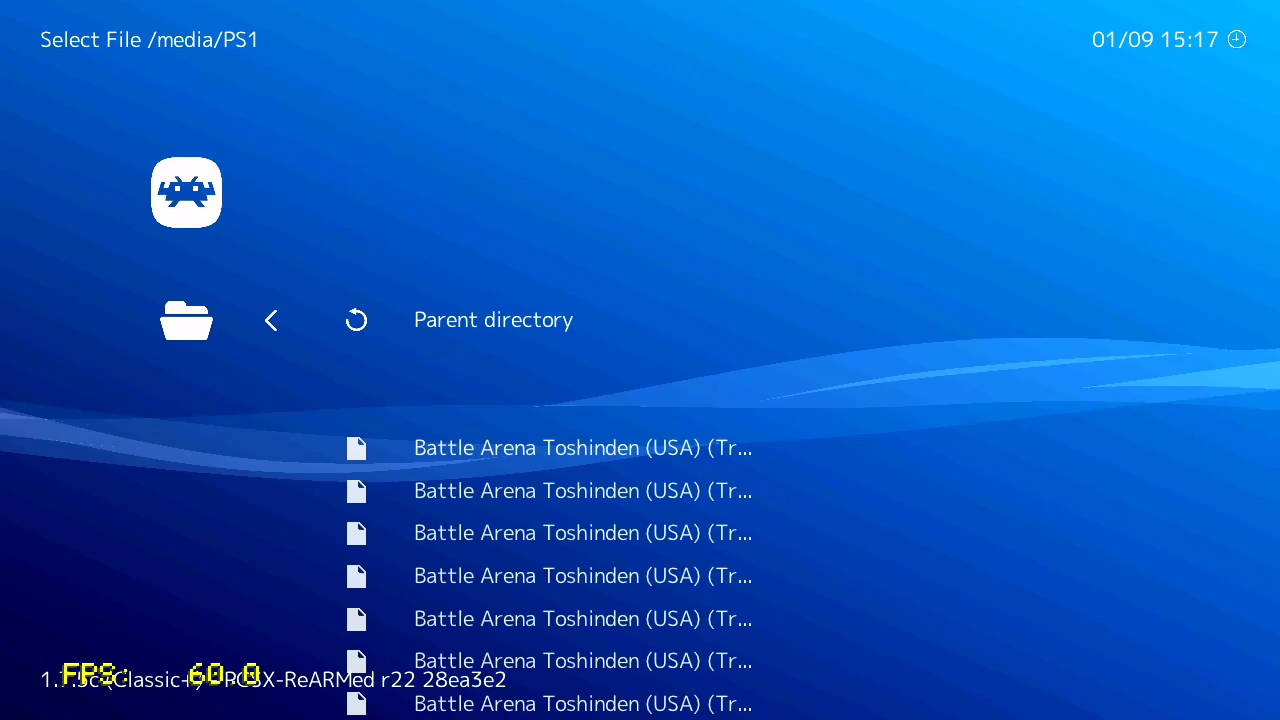 Select File /media/PS1
01/09 15:17
Parent directory
Battle Arena Toshinden (USA) (Tr...
Battle Arena Toshinden (USA) (Tr...
Battle Arena Toshinden (USA) (Tr...
Battle Arena Toshinden (USA) (Tr...
Battle Arena Toshinden (USA) (Tr...
Battle Arena Toshinden (USA) (Tr...
FPS: 60.0
PCSX-ReARMed r22 28ea3e2
Battle Arena Toshinden (USA) (Tr...